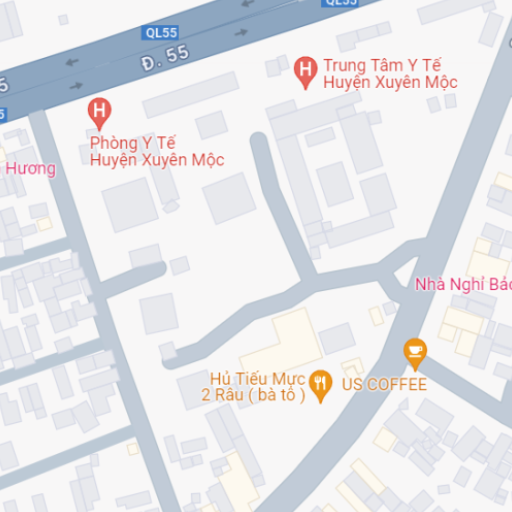 QL55
QL55
Đ. 55
Trung Tâm Y Tế
Huyện Xuyên Mộc
Phòng Y Tế
Huyện Xuyên Mộc
Hương
Nhà Nghỉ Bảo
Hủ Tiếu Mực
2 Râu ( bà tô )
US COFFEE